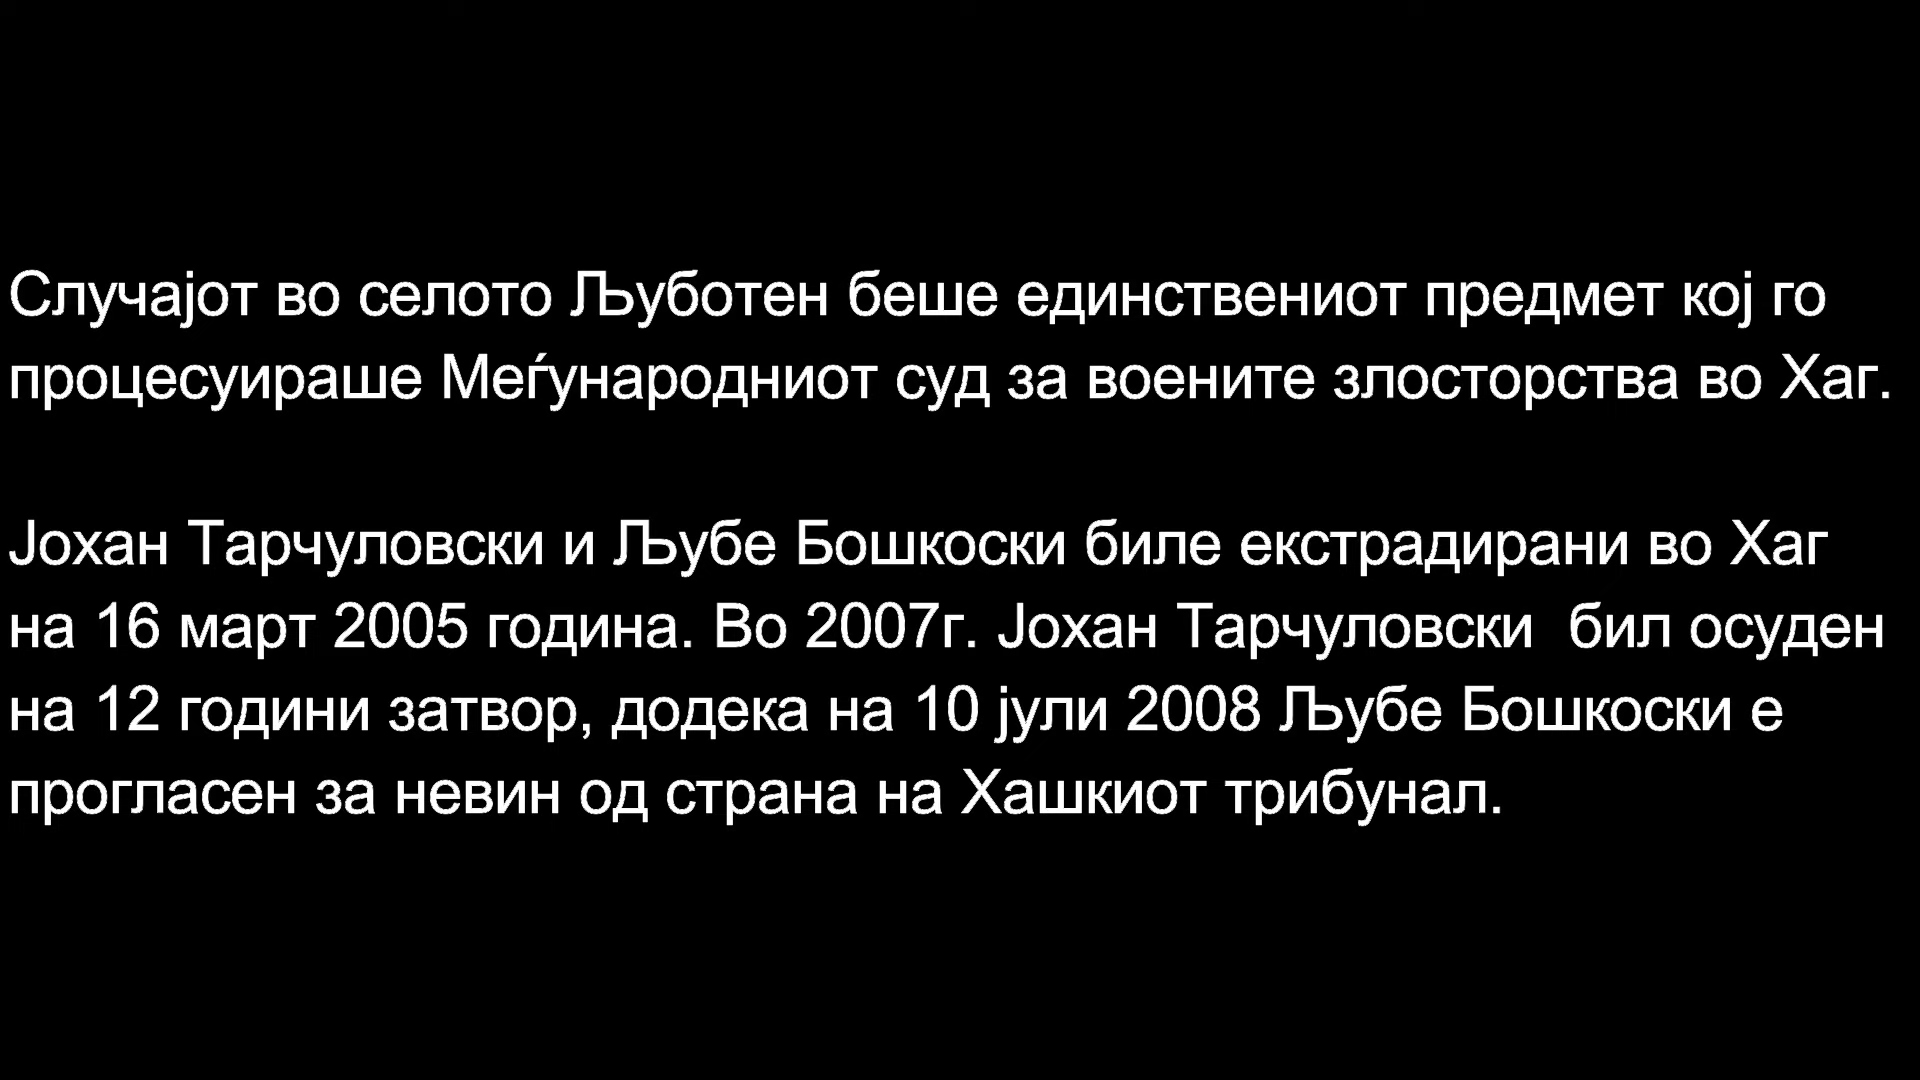 Случајот во селото Љуботен беше единствениот предмет кој го
процесуираше Меѓународниот суд за воените злосторства во Хаг.
Јохан Тарчуловски и Љубе Бошкоски биле екстрадирани во Хаг
на 16 март 2005 година. Во 2007г. Јохан Тарчуловски  бил осуден
на 12 години затвор, додека на 10 јули 2008 Љубе Бошкоски е
прогласен за невин од страна на Хашкиот трибунал.